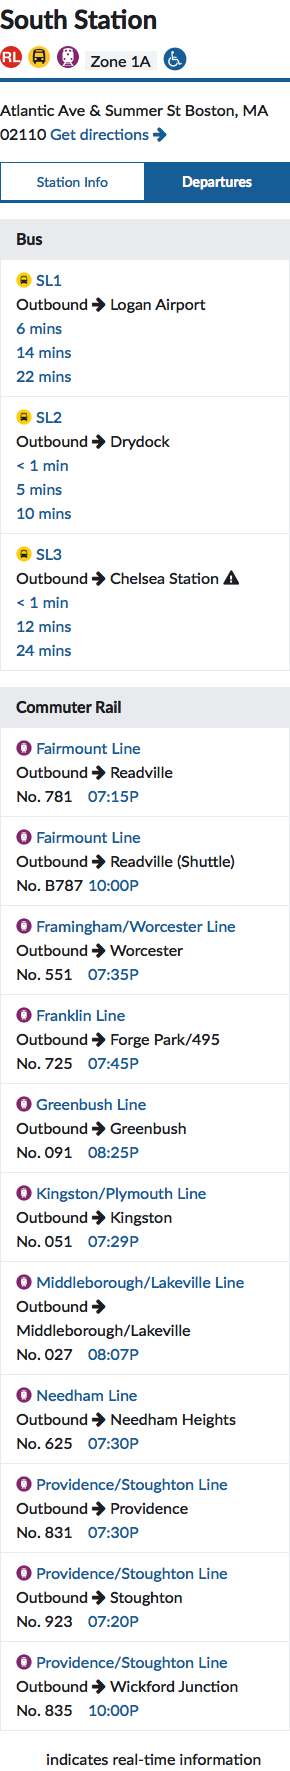 South Station
RL Zone 1A
Atlantic Ave & Summer St Boston, MA
02110 Get directions
Station Info Departures
Bus
SL1
Outbound Logan Airport
6 mins
14 mins
22 mins
SL2
Outbound Drydock
< 1 min
5 mins
10 mins
SL3
Outbound Chelsea Station
< 1 min
12 mins
24 mins
Commuter Rail
Fairmount Line
Outbound Readville
No. 781 07:15P
Fairmount Line
Outbound Readville (Shuttle)
No. B787 10:00P
Framingham/Worcester Line
Outbound Worcester
No. 551 07:35P
Franklin Line
Outbound Forge Park/495
No. 725 07:45P
Greenbush Line
Outbound Greenbush
No. 091 08:25P
Kingston/Plymouth Line
Outbound Kingston
No. 051 07:29P
Middleborough/Lakeville Line
Outbound
Middleborough/Lakeville
No. 027 08:07P
Needham Line
Outbound Needham Heights
No. 625 07:30P
Providence/Stoughton Line
Outbound Providence
No. 831 07:30P
Providence/Stoughton Line
Outbound Stoughton
No. 923 07:20P
Providence/Stoughton Line
Outbound Wickford Junction
No. 835 10:00P
indicates real-time information